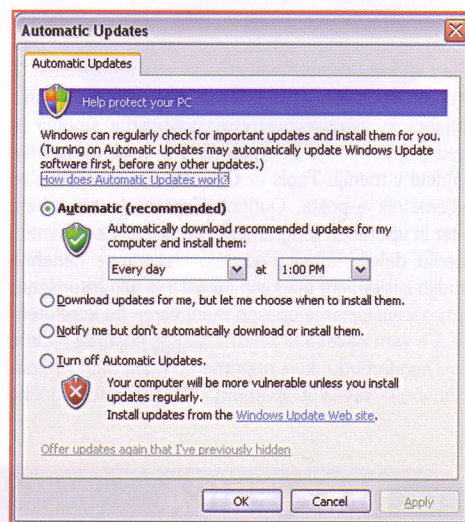 Automatic Updates
Automatic Updates
Help protect your PC
Windows can regularly check for important updates and install them for you.
(Turning on Automatic Updates may automatically update Windows Update
software first, before any other updates.)
How does Automatic Updates work?
Automatic (recommended)
Automatically download recommended updates for my
computer and install them:
Every day at 1:00 PM
Download updates for me, but let me choose when to install them.
Notify me but don't automatically download or install them.
Turn off Automatic Updates.
Your computer will be more vulnerable unless you install
updates regularly.
Install updates from the Windows Update Web site.
Offer updates again that I've previously hidden
OK Cancel Apply